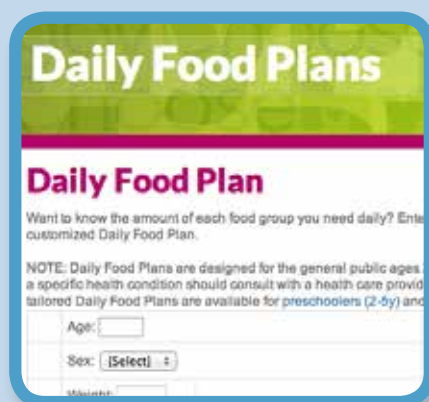 Daily Food Plans
Daily Food Plan
Want to know the amount of each food group you need daily? Ente
customized Daily Food Plan.
NOTE: Daily Food Plans are designed for the general public ages
a specific health condition should consult with a health care provid
tailored Daily Food Plans are available for preschoolers (2-5y) and
Age:
Sex: [Select]
Weight: